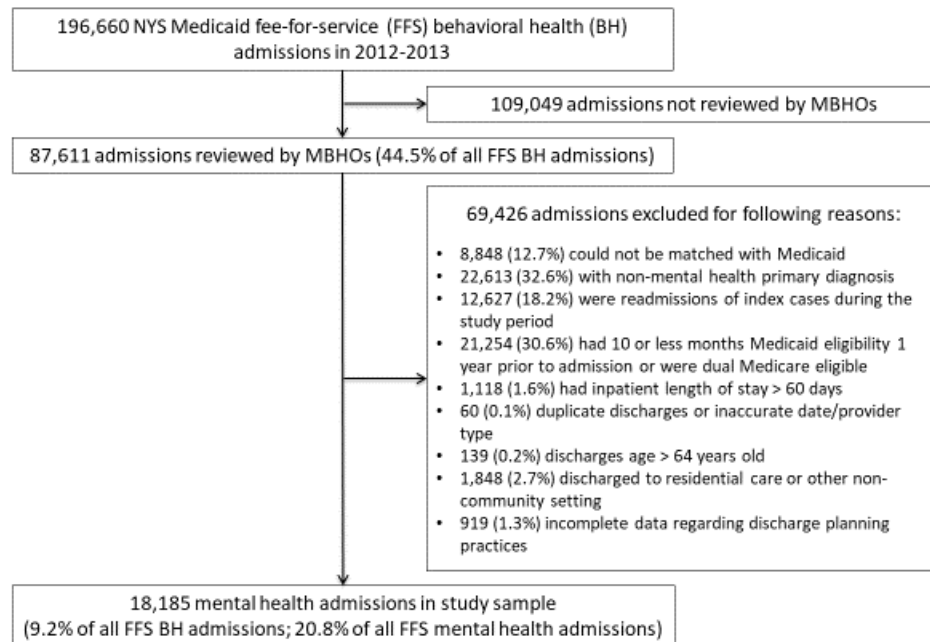 196,660 NYS Medicaid fee-for-service (FFS) behavioral health (BH)
admissions in 2012-2013
109,049 admissions not reviewed by MBHOs
87,611 admissions reviewed by MBHOs (44.5% of all FFS BH admissions)
69,426 admissions excluded for following reasons:
• 8,848 (12.7%) could not be matched with Medicaid
• 22,613 (32.6%) with non-mental health primary diagnosis
• 12,627 (18.2%) were readmissions of index cases during the
study period
• 21,254 (30.6%) had 10 or less months Medicaid eligibility 1
year prior to admission or were dual Medicare eligible
• 1,118 (1.6%) had inpatient length of stay > 60 days
• 60 (0.1%) duplicate discharges or inaccurate date/provider
type
• 139 (0.2%) discharges age > 64 years old
• 1,848 (2.7%) discharged to residential care or other non-
community setting
• 919 (1.3%) incomplete data regarding discharge planning
practices
18,185 mental health admissions in study sample
(9.2% of all FFS BH admissions; 20.8% of all FFS mental health admissions)